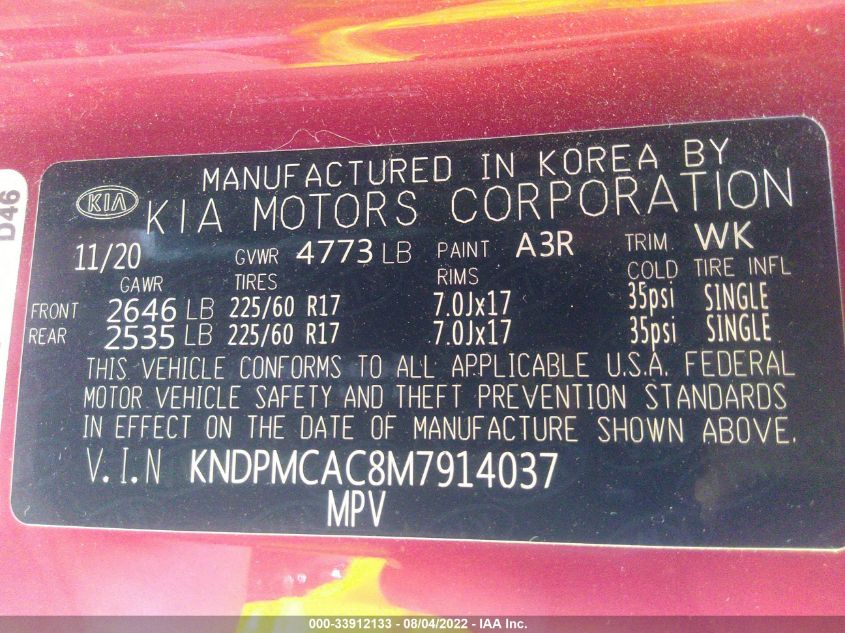 D46
MANUFACTURED IN KOREA BY
KIA KIA MOTORS CORPORATION
11/20 GVWR 4773 LB PAINT A3R TRIM WK
GAWR TIRES RIMS COLD TIRE INFL
FRONT 2646 LB 225/60 R17 7.0Jx17 35psi SINGLE
REAR 2535 LB 225/60 R17 7.0Jx17 35psi SINGLE
THIS VEHICLE CONFORMS TO ALL APPLICABLE U.S.A. FEDERAL
MOTOR VEHICLE SAFETY AND THEFT PREVENTION STANDARDS
IN EFFECT ON THE DATE OF MANUFACTURE SHOWN ABOVE.
V.I.N KNDPMCAC8M7914037
MPV
000-33912133 - 08/04/2022 - IAA Inc.